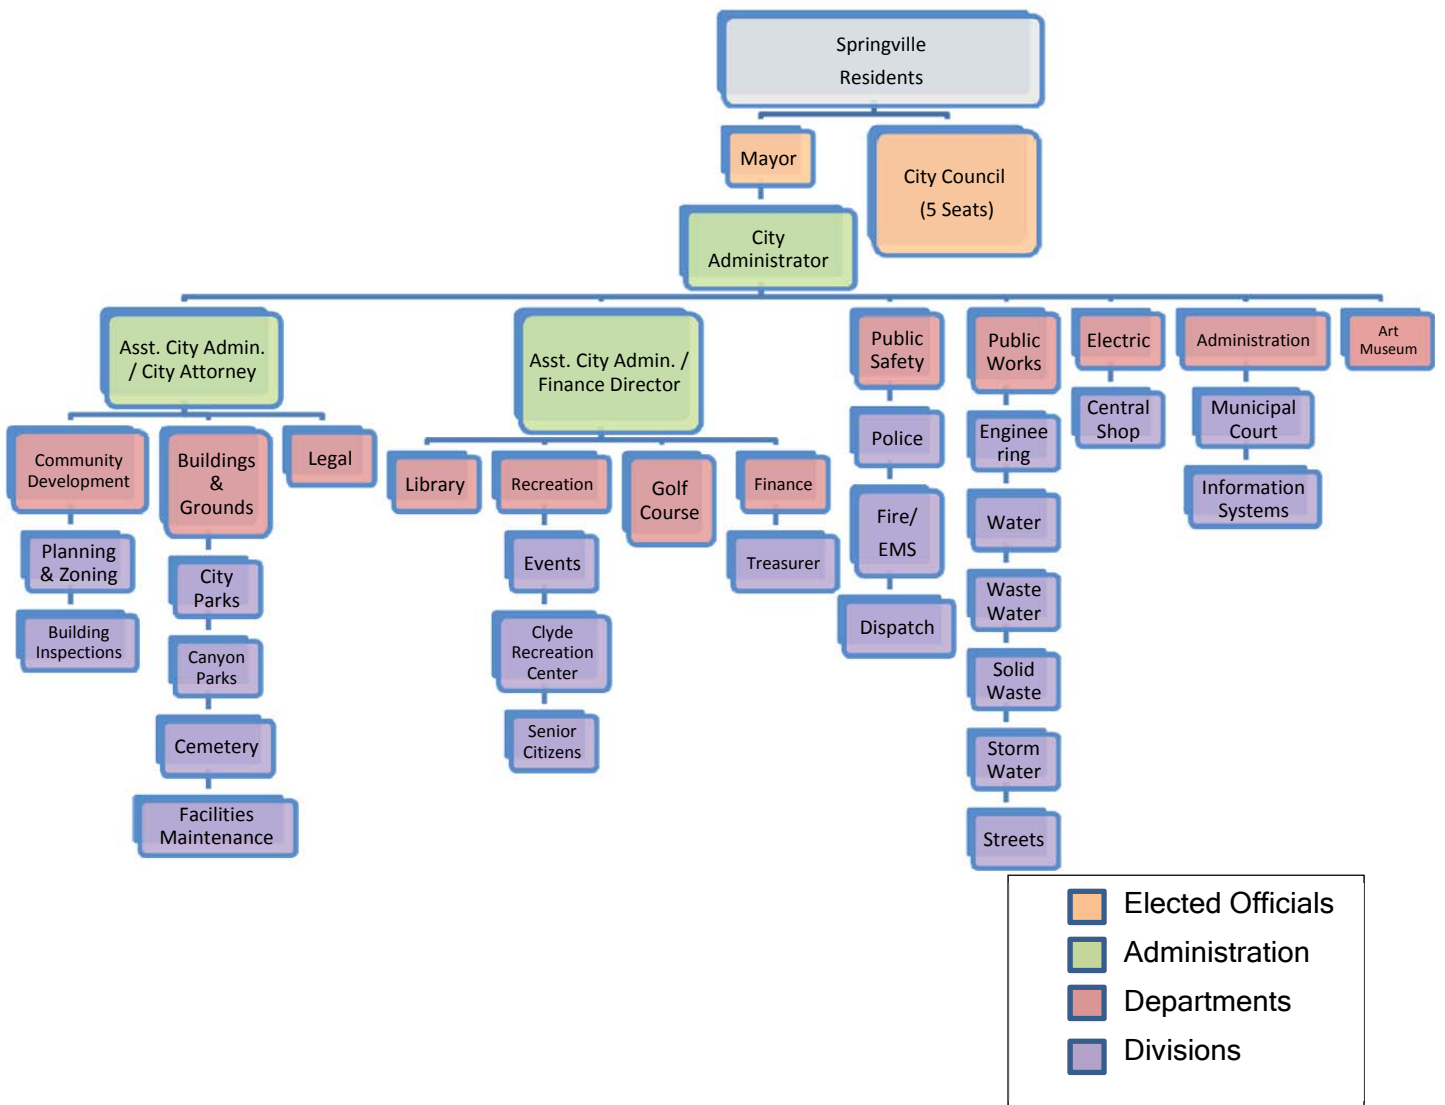 Springville
Residents
Mayor
City Council
(5 Seats)
City
Administrator
Asst. City Admin.
/ City Attorney
Asst. City Admin. /
Finance Director
Public
Safety
Public
Works
Electric
Administration
Art
Museum
Community
Development
Buildings
&
Grounds
Legal
Library
Recreation
Golf
Course
Finance
Police
Enginee
ring
Central
Shop
Municipal
Court
Planning
& Zoning
City
Parks
Events
Treasurer
Fire/
EMS
Water
Information
Systems
Building
Inspections
Canyon
Parks
Clyde
Recreation
Center
Dispatch
Waste
Water
Cemetery
Senior
Citizens
Solid
Waste
Facilities
Maintenance
Storm
Water
Streets
Elected Officials
Administration
Departments
Divisions